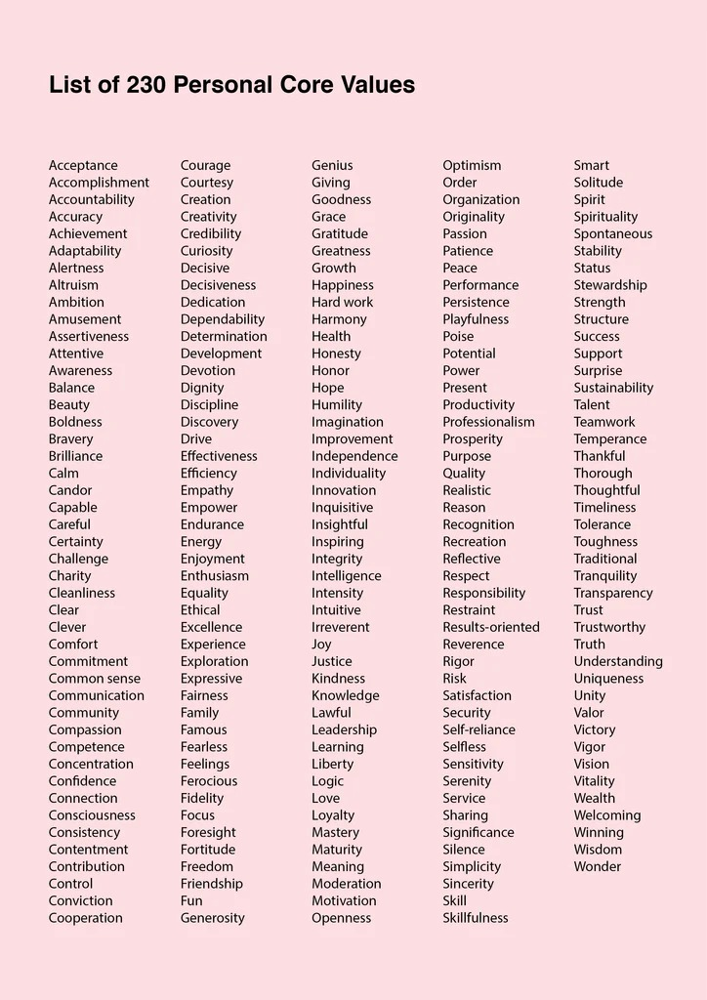 List of 230 Personal Core Values
Acceptance
Accomplishment
Accountability
Accuracy
Achievement
Adaptability
Alertness
Altruism
Ambition
Amusement
Assertiveness
Attentive
Awareness
Balance
Beauty
Boldness
Bravery
Brilliance
Calm
Candor
Capable
Careful
Certainty
Challenge
Charity
Cleanliness
Clear
Clever
Comfort
Commitment
Common sense
Communication
Community
Compassion
Competence
Concentration
Confidence
Connection
Consciousness
Consistency
Contentment
Contribution
Control
Conviction
Cooperation
Courage
Courtesy
Creation
Creativity
Credibility
Curiosity
Decisive
Decisiveness
Dedication
Dependability
Determination
Development
Devotion
Dignity
Discipline
Discovery
Drive
Effectiveness
Efficiency
Empathy
Empower
Endurance
Energy
Enjoyment
Enthusiasm
Equality
Ethical
Excellence
Experience
Exploration
Expressive
Fairness
Family
Famous
Fearless
Feelings
Ferocious
Fidelity
Focus
Foresight
Fortitude
Freedom
Friendship
Fun
Generosity
Genius
Giving
Goodness
Grace
Gratitude
Greatness
Growth
Happiness
Hard work
Harmony
Health
Honesty
Honor
Hope
Humility
Imagination
Improvement
Independence
Individuality
Innovation
Inquisitive
Insightful
Inspiring
Integrity
Intelligence
Intensity
Intuitive
Irreverent
Joy
Justice
Kindness
Knowledge
Lawful
Leadership
Learning
Liberty
Logic
Love
Loyalty
Mastery
Maturity
Meaning
Moderation
Motivation
Openness
Optimism
Order
Organization
Originality
Passion
Patience
Peace
Performance
Persistence
Playfulness
Poise
Potential
Power
Present
Productivity
Professionalism
Prosperity
Purpose
Quality
Realistic
Reason
Recognition
Recreation
Reflective
Respect
Responsibility
Restraint
Results-oriented
Reverence
Rigor
Risk
Satisfaction
Security
Self-reliance
Selfless
Sensitivity
Serenity
Service
Sharing
Significance
Silence
Simplicity
Sincerity
Skill
Skillfulness
Smart
Solitude
Spirit
Spirituality
Spontaneous
Stability
Status
Stewardship
Strength
Structure
Success
Support
Surprise
Sustainability
Talent
Teamwork
Temperance
Thankful
Thorough
Thoughtful
Timeliness
Tolerance
Toughness
Traditional
Tranquility
Transparency
Trust
Trustworthy
Truth
Understanding
Uniqueness
Unity
Valor
Victory
Vigor
Vision
Vitality
Wealth
Welcoming
Winning
Wisdom
Wonder